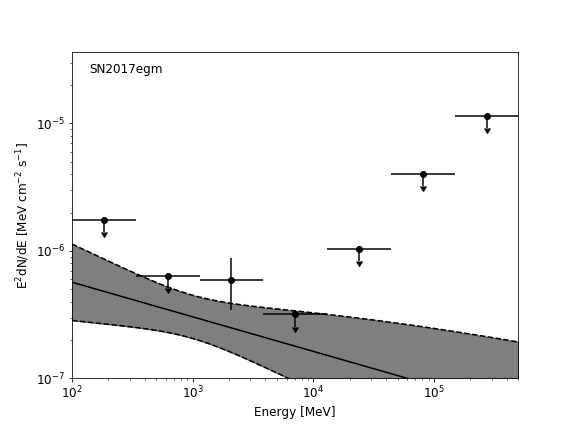 SN2017egm
E²dN/dE [MeV cm⁻² s⁻¹]
10⁻⁵
10⁻⁶
10⁻⁷
10² 10³ 10⁴ 10⁵
Energy [MeV]